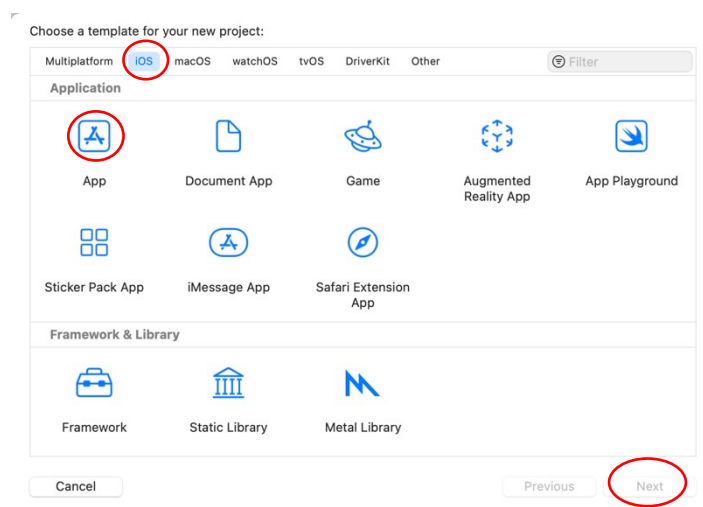 Choose a template for your new project:
Multiplatform iOS macOS watchOS tvOS DriverKit Other Filter
Application
App Document App Game Augmented Reality App App Playground
Sticker Pack App iMessage App Safari Extension App
Framework & Library
Framework Static Library Metal Library
Cancel Previous Next